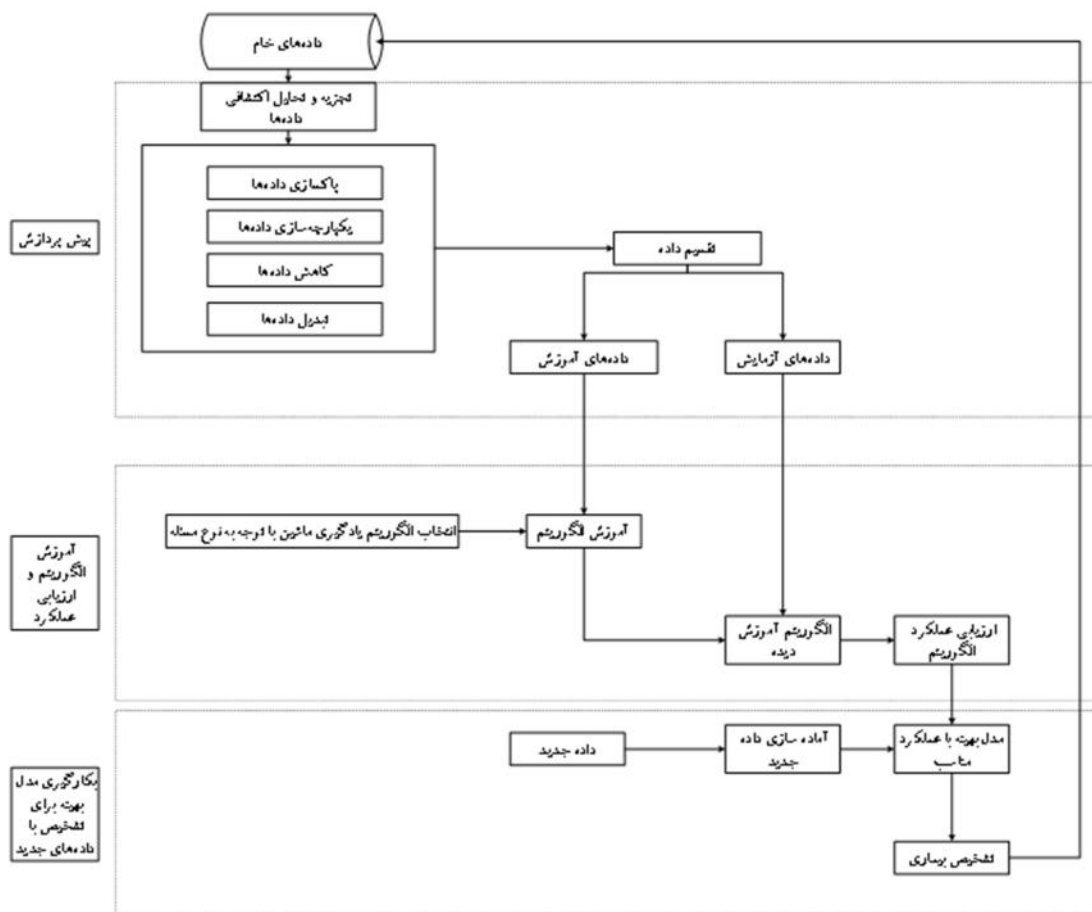 داده‌های خام
تجزیه و تحلیل اکتشافی
داده‌ها
پاکسازی داده‌ها
یکپارچه‌سازی داده‌ها
کاهش داده‌ها
تبدیل داده‌ها
پیش پردازش
تقسیم داده
داده‌های آموزش
داده‌های آزمایش
انتخاب الگوریتم یادگیری ماشین با توجه به نوع مسئله
آموزش الگوریتم
آموزش
الگوریتم و
ارزیابی
عملکرد
الگوریتم آموزش
دیده
ارزیابی عملکرد
الگوریتم
داده جدید
آماده سازی داده
جدید
مدل بهینه با عملکرد
مناسب
بکارگیری مدل
بهینه برای
تشخیص با
داده‌های جدید
تشخیص بیماری